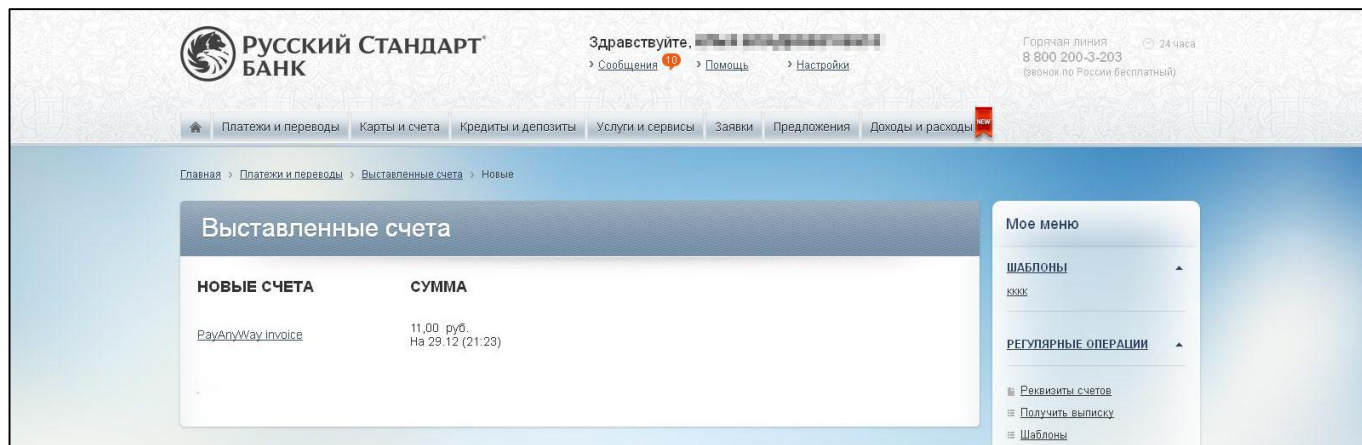 Русский Стандарт
БАНК
Здравствуйте,
› Сообщения 10 › Помощь › Настройки
Горячая линия 24 часа
8 800 200-3-203
(звонок по России бесплатный)
Платежи и переводы Карты и счета Кредиты и депозиты Услуги и сервисы Заявки Предложения Доходы и расходы NEW
Главная › Платежи и переводы › Выставленные счета › Новые
Выставленные счета
НОВЫЕ СЧЕТА СУММА
PayAnyWay invoice 11,00 руб.
На 29.12 (21:23)
Мое меню
ШАБЛОНЫ
кккк
РЕГУЛЯРНЫЕ ОПЕРАЦИИ
Реквизиты счетов
Получить выписку
Шаблоны